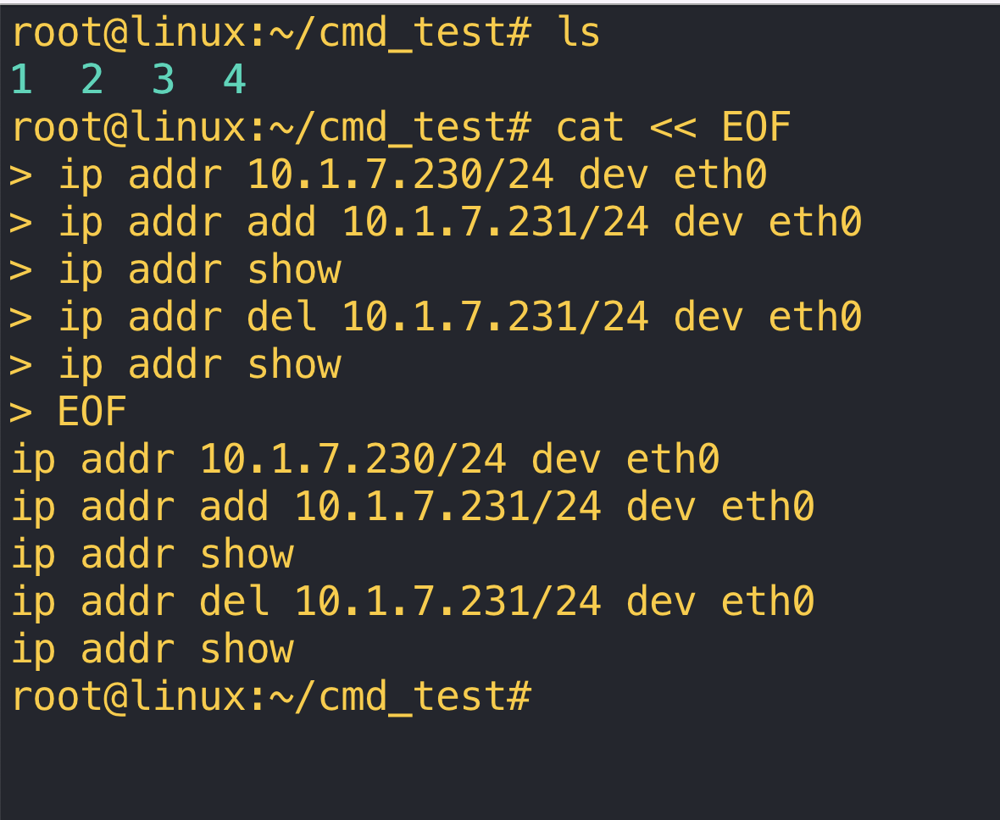 root@linux:~/cmd_test# ls
1  2  3  4
root@linux:~/cmd_test# cat << EOF
> ip addr 10.1.7.230/24 dev eth0
> ip addr add 10.1.7.231/24 dev eth0
> ip addr show
> ip addr del 10.1.7.231/24 dev eth0
> ip addr show
> EOF
ip addr 10.1.7.230/24 dev eth0
ip addr add 10.1.7.231/24 dev eth0
ip addr show
ip addr del 10.1.7.231/24 dev eth0
ip addr show
root@linux:~/cmd_test#